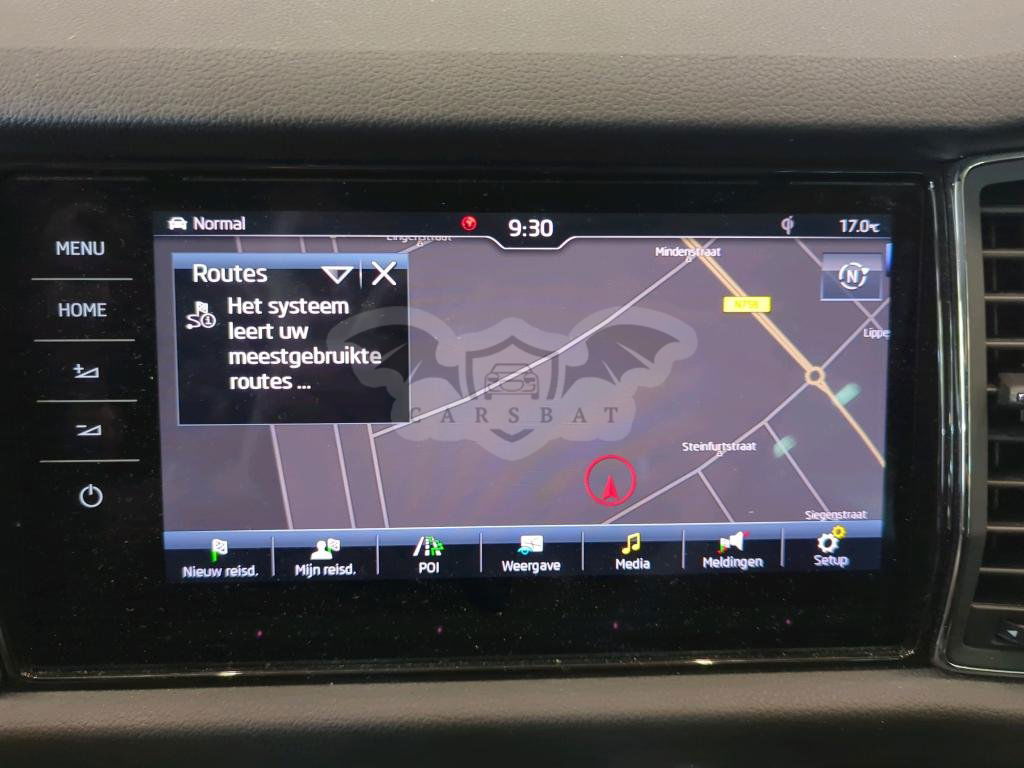 Normal
9:30
17.0°C
MENU
HOME
Routes
Het systeem
leert uw
meestgebruikte
routes ...
Lingenstraat
Mindenstraat
N
N756
Lippe
CARSBAT
Steinfurtstraat
Siegenstraat
Nieuw reisd.
Mijn reisd.
POI
Weergave
Media
Meldingen
Setup